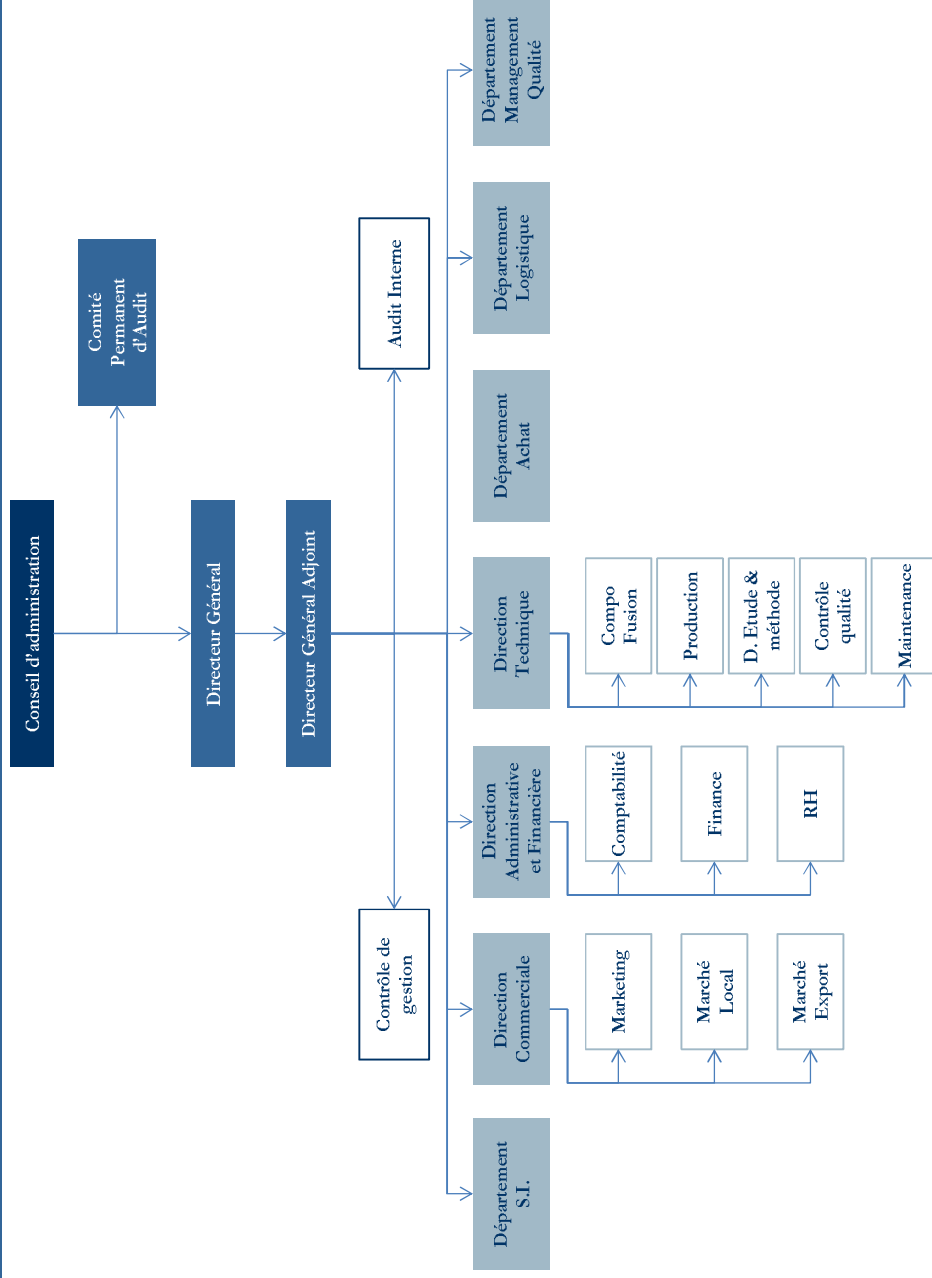 Conseil d'administration
Comité
Permanent
d'Audit
Directeur Général
Directeur Général Adjoint
Contrôle de
gestion
Audit Interne
Département
S.I.
Direction
Commerciale
Direction
Administrative
et Financière
Direction
Technique
Département
Achat
Département
Logistique
Département
Management
Qualité
Marketing
Marché
Local
Marché
Export
Comptabilité
Finance
RH
Compo
Fusion
Production
D. Etude &
méthode
Contrôle
qualité
Maintenance